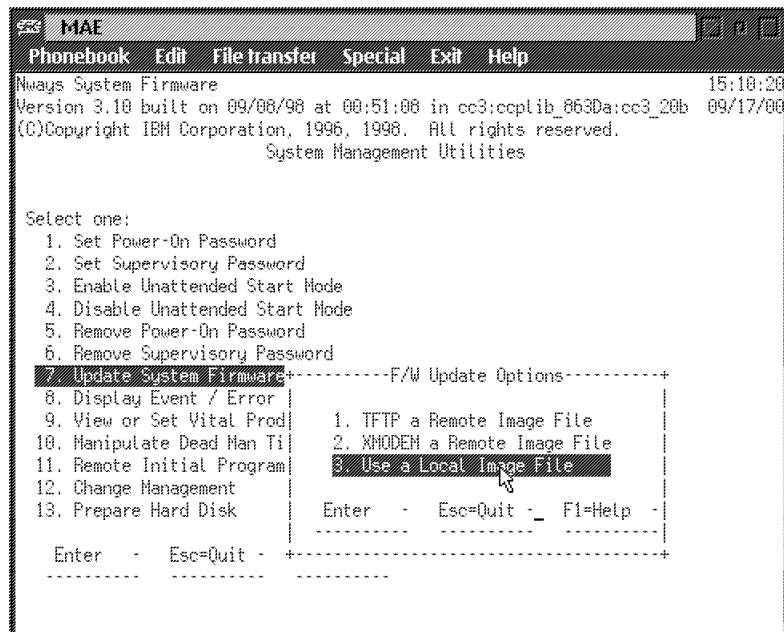 MAE
Phonebook Edit File transfer Special Exit Help
Nways System Firmware 15:10:20
Version 3.10 built on 09/08/98 at 00:51:08 in cc3:ccplib_863Da:cc3_20b 09/17/00
(C)Copyright IBM Corporation, 1996, 1998. All rights reserved.
System Management Utilities
Select one:
1. Set Power-On Password
2. Set Supervisory Password
3. Enable Unattended Start Mode
4. Disable Unattended Start Mode
5. Remove Power-On Password
6. Remove Supervisory Password
7. Update System Firmware
8. Display Event / Error
9. View or Set Vital Prod
10. Manipulate Dead Man Ti
11. Remote Initial Program
12. Change Management
13. Prepare Hard Disk
Enter - Esc=Quit -
F/W Update Options
1. TFTP a Remote Image File
2. XMODEM a Remote Image File
3. Use a Local Image File
Enter - Esc=Quit -_ F1=Help -